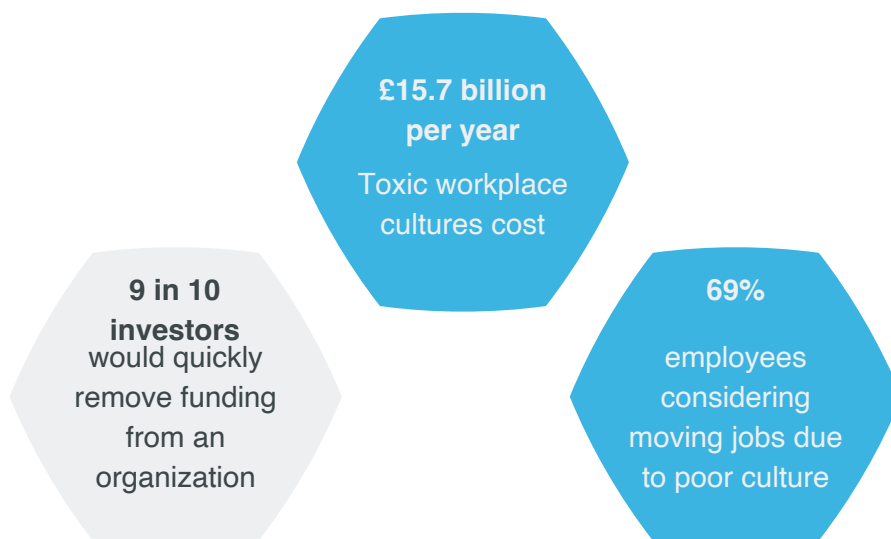 £15.7 billion
per year
Toxic workplace
cultures cost
9 in 10
investors
would quickly
remove funding
from an
organization
69%
employees
considering
moving jobs due
to poor culture